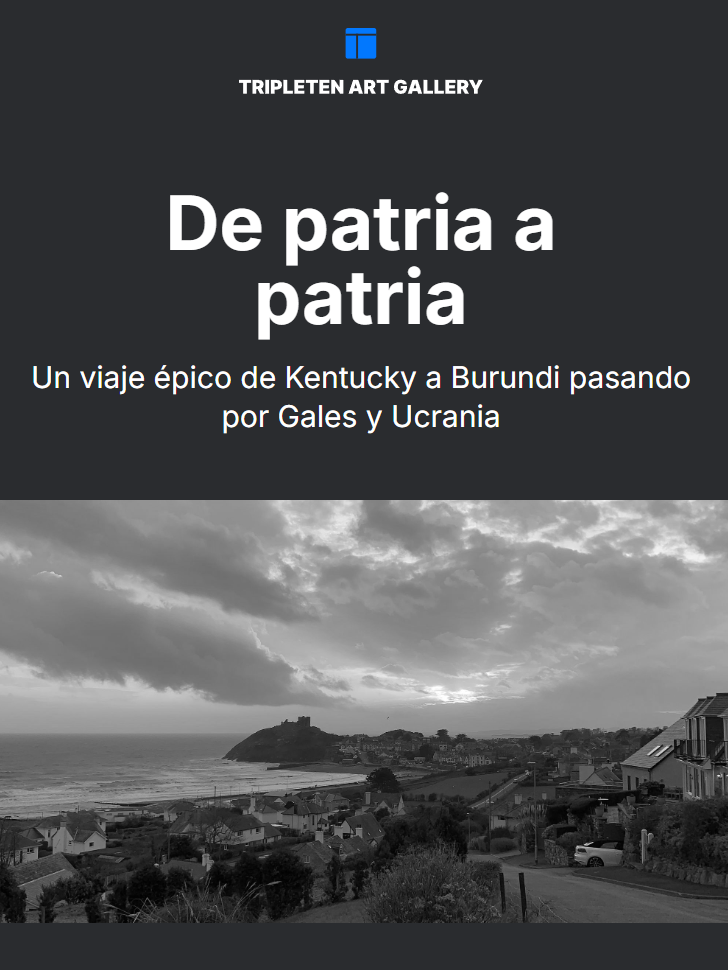 TRIPLETEN ART GALLERY
De patria a
patria
Un viaje épico de Kentucky a Burundi pasando
por Gales y Ucrania